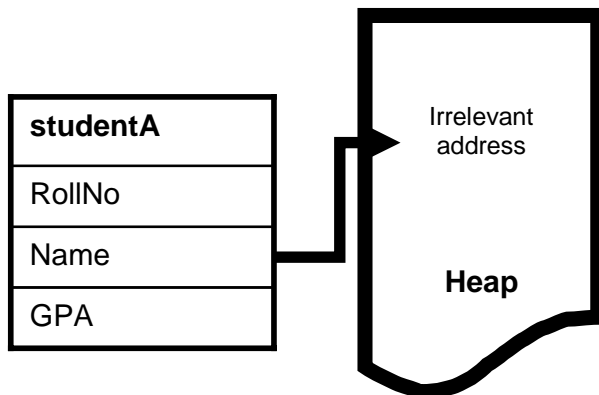 studentA
RollNo
Name
GPA
Irrelevant
address
Heap